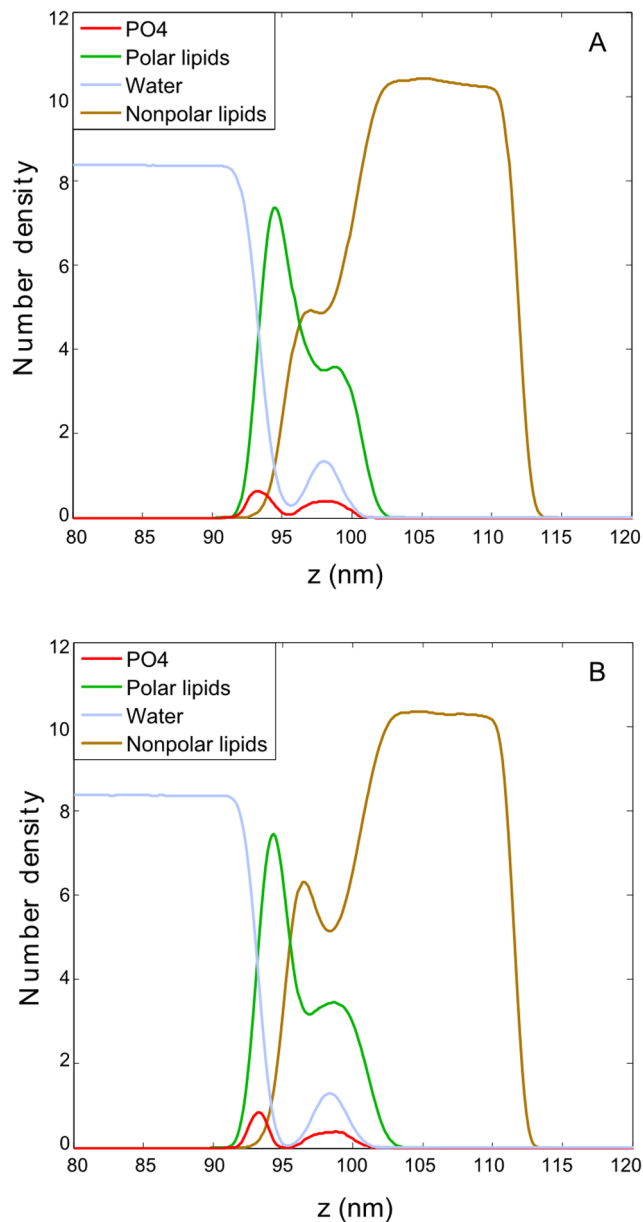 12
10
8
6
4
2
0
Number density
PO4
Polar lipids
Water
Nonpolar lipids
A
80 85 90 95 100 105 110 115 120
z (nm)
12
10
8
6
4
2
0
Number density
PO4
Polar lipids
Water
Nonpolar lipids
B
80 85 90 95 100 105 110 115 120
z (nm)